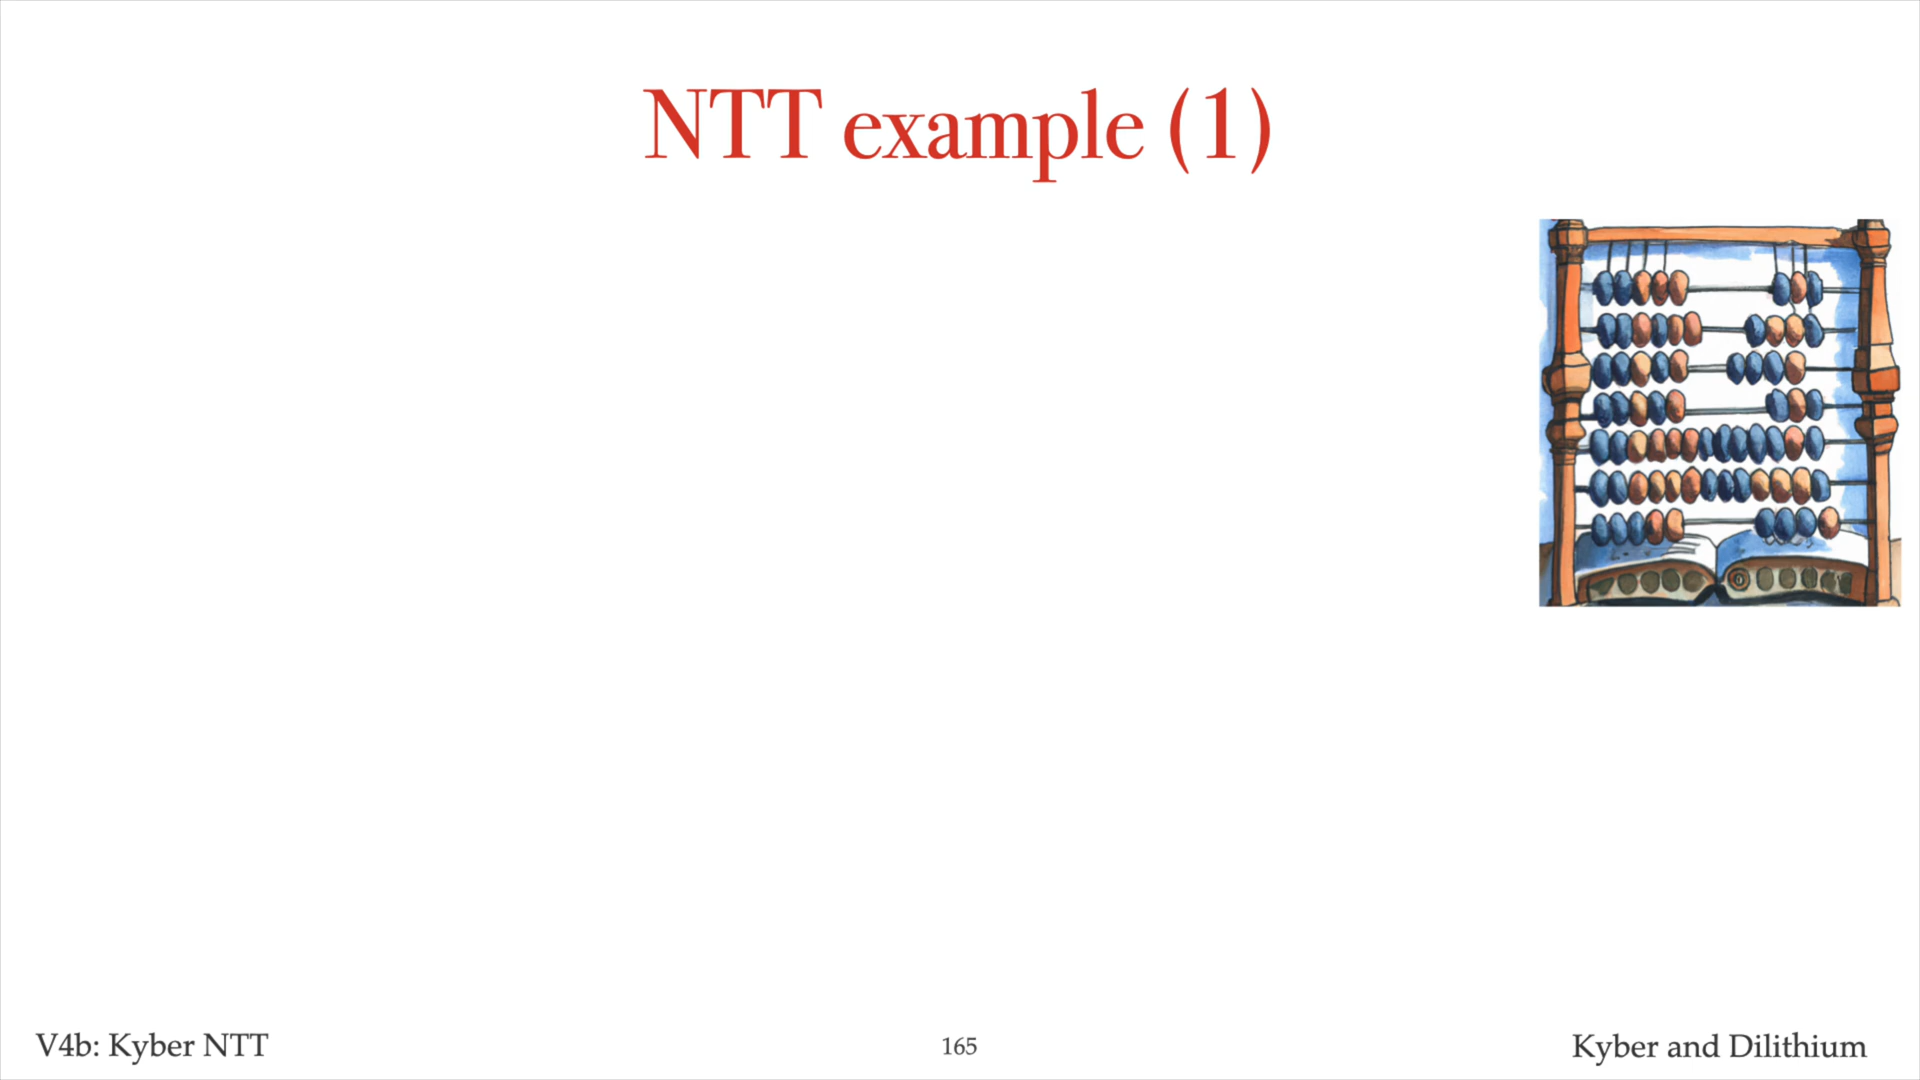 NTT example (1)
V4b: Kyber NTT
165
Kyber and Dilithium